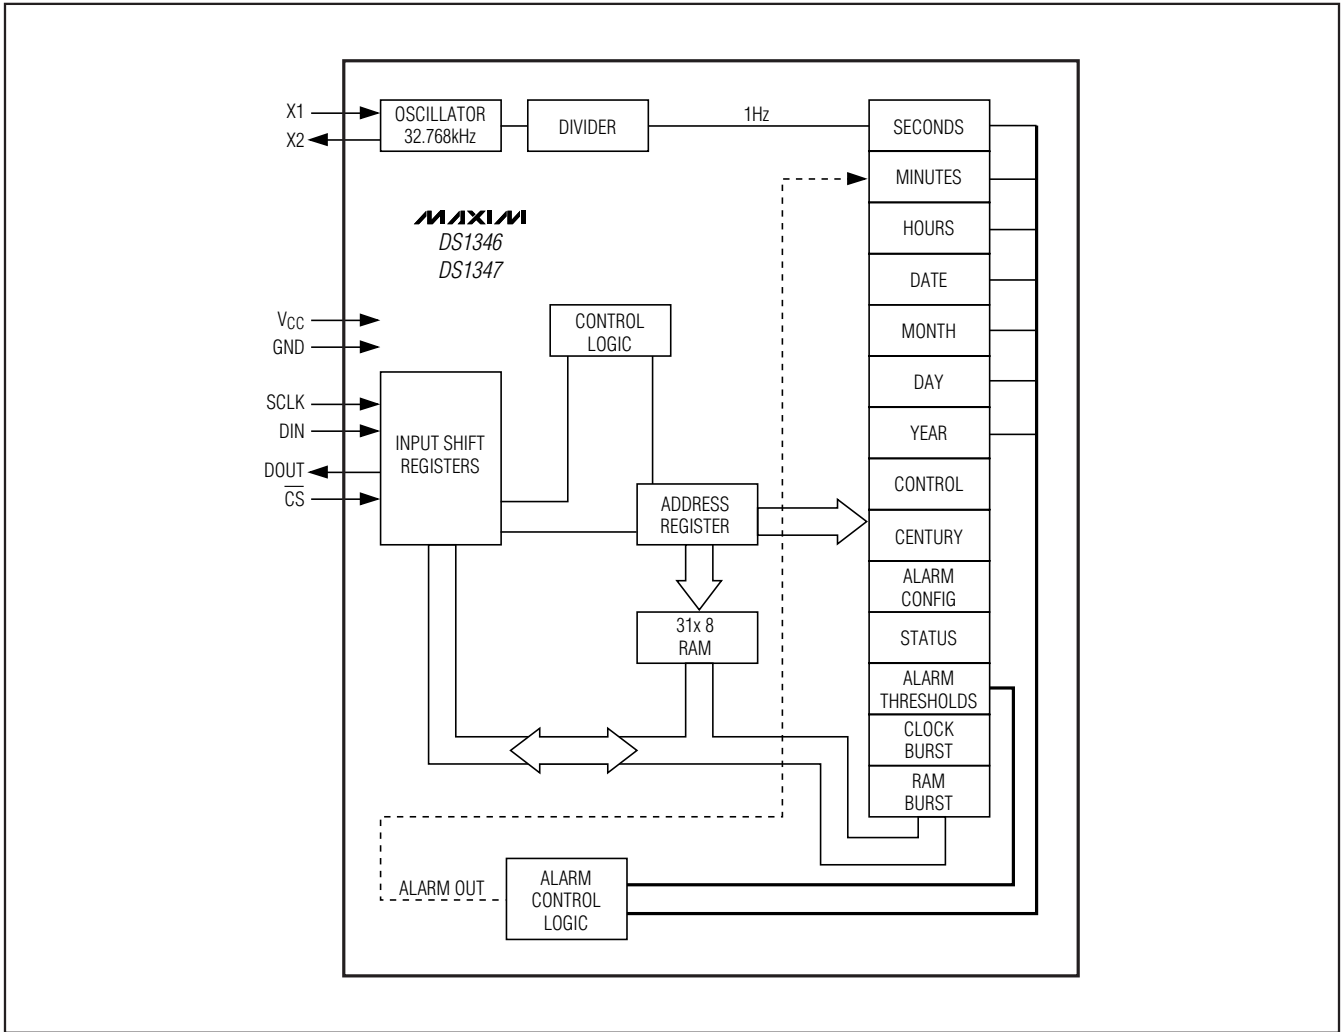 X1
X2
OSCILLATOR
32.768kHz
DIVIDER
1Hz
SECONDS
MINUTES
HOURS
DATE
MONTH
DAY
YEAR
CONTROL
CENTURY
ALARM
CONFIG
STATUS
ALARM
THRESHOLDS
CLOCK
BURST
RAM
BURST
MAXIM
DS1346
DS1347
VCC
GND
CONTROL
LOGIC
SCLK
DIN
DOUT
CS
INPUT SHIFT
REGISTERS
ADDRESS
REGISTER
31x 8
RAM
ALARM OUT
ALARM
CONTROL
LOGIC